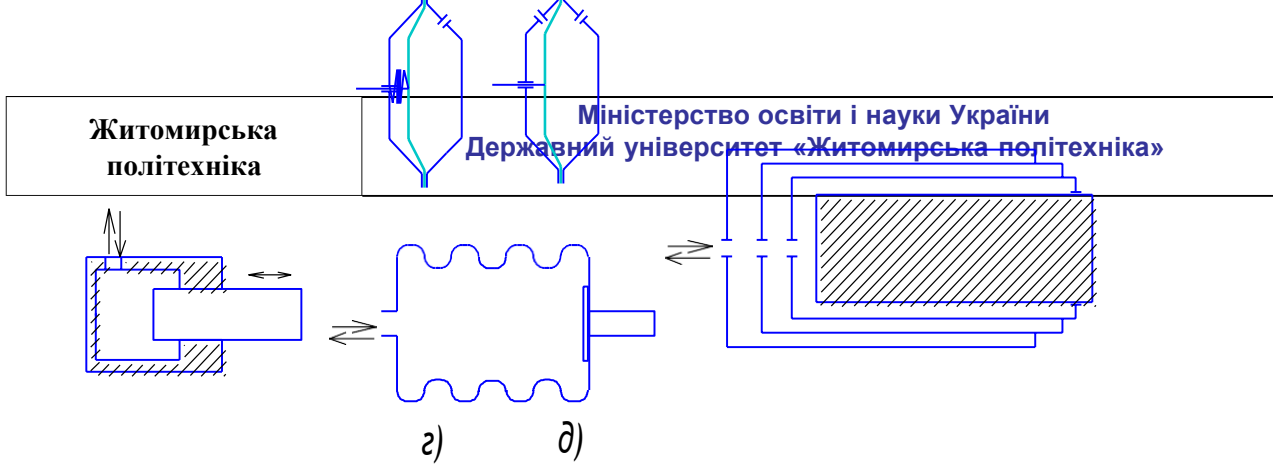 Житомирська
політехніка
Міністерство освіти і науки України
Державний університет «Житомирська політехніка»
г) д)